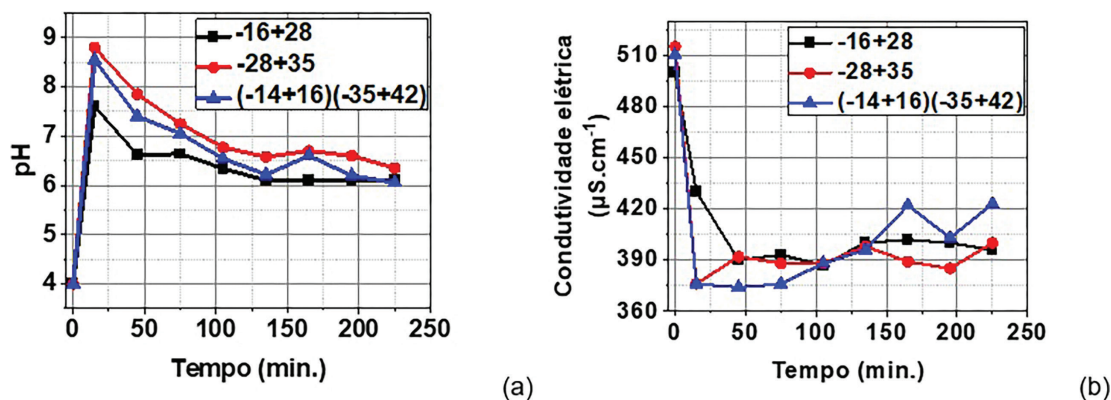 9
8
7
6
5
4
pH
0 50 100 150 200 250
Tempo (min.)
-16+28
-28+35
(-14+16)(-35+42)
(a)
510
480
450
420
390
360
Condutividade elétrica
(µS.cm⁻¹)
0 50 100 150 200 250
Tempo (min.)
-16+28
-28+35
(-14+16)(-35+42)
(b)